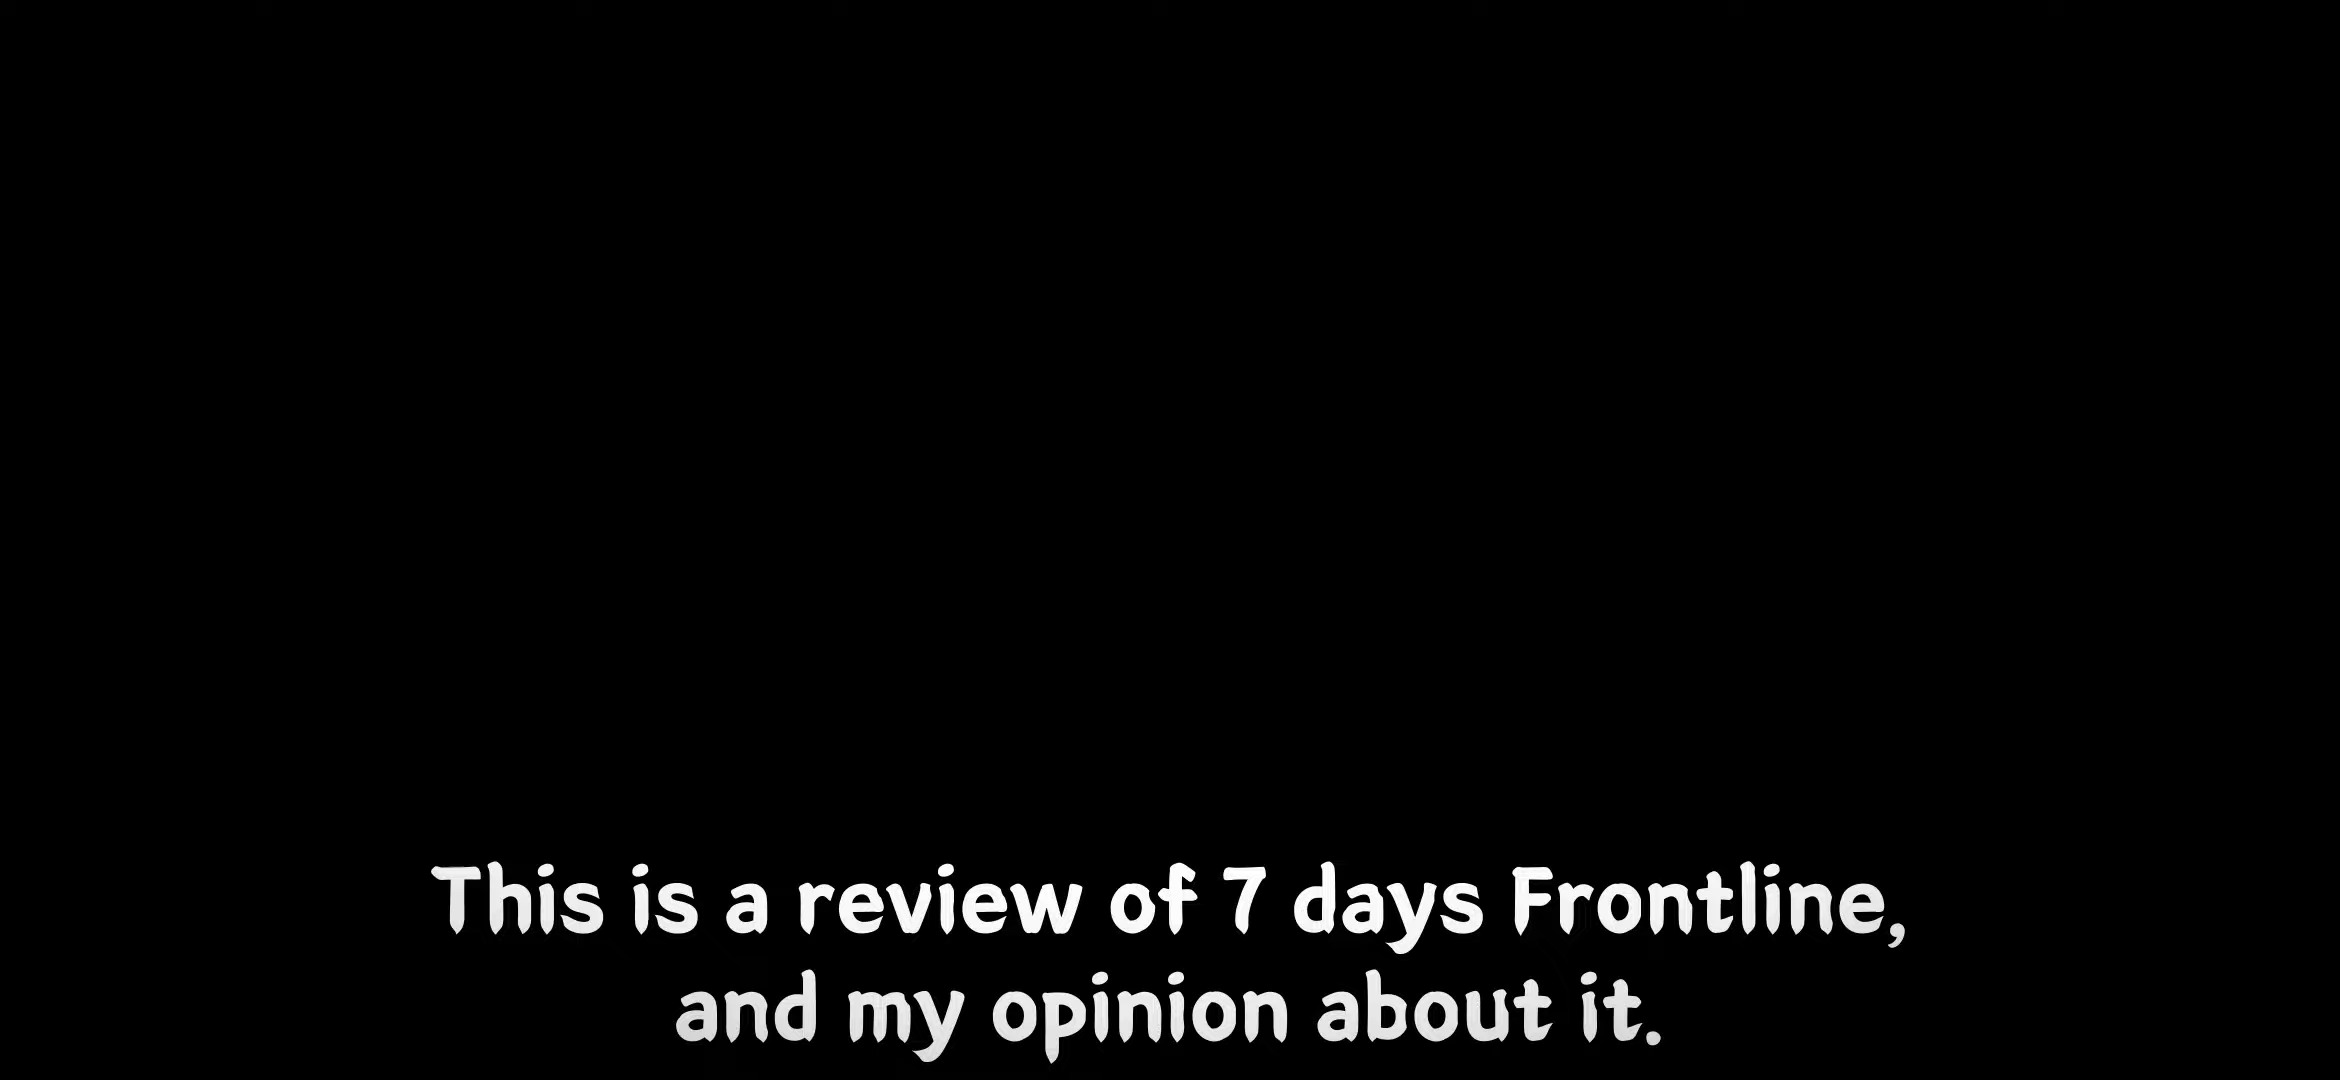 This is a review of 7 days Frontline,
and my opinion about it.